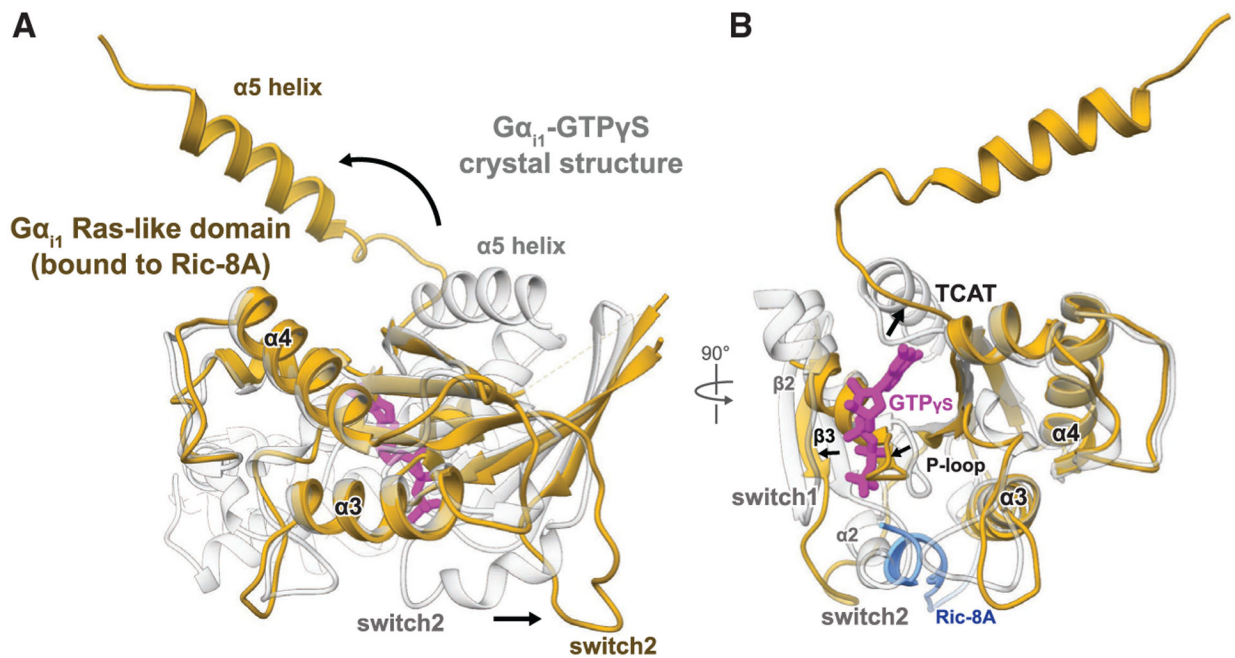 A
α5 helix
Gαi1-GTPγS
crystal structure
Gαi1 Ras-like domain
(bound to Ric-8A)
α5 helix
α4
α3
switch2
switch2
B
TCAT
90°
β2
GTPγS
β3
α4
P-loop
switch1
α3
α2
switch2
Ric-8A